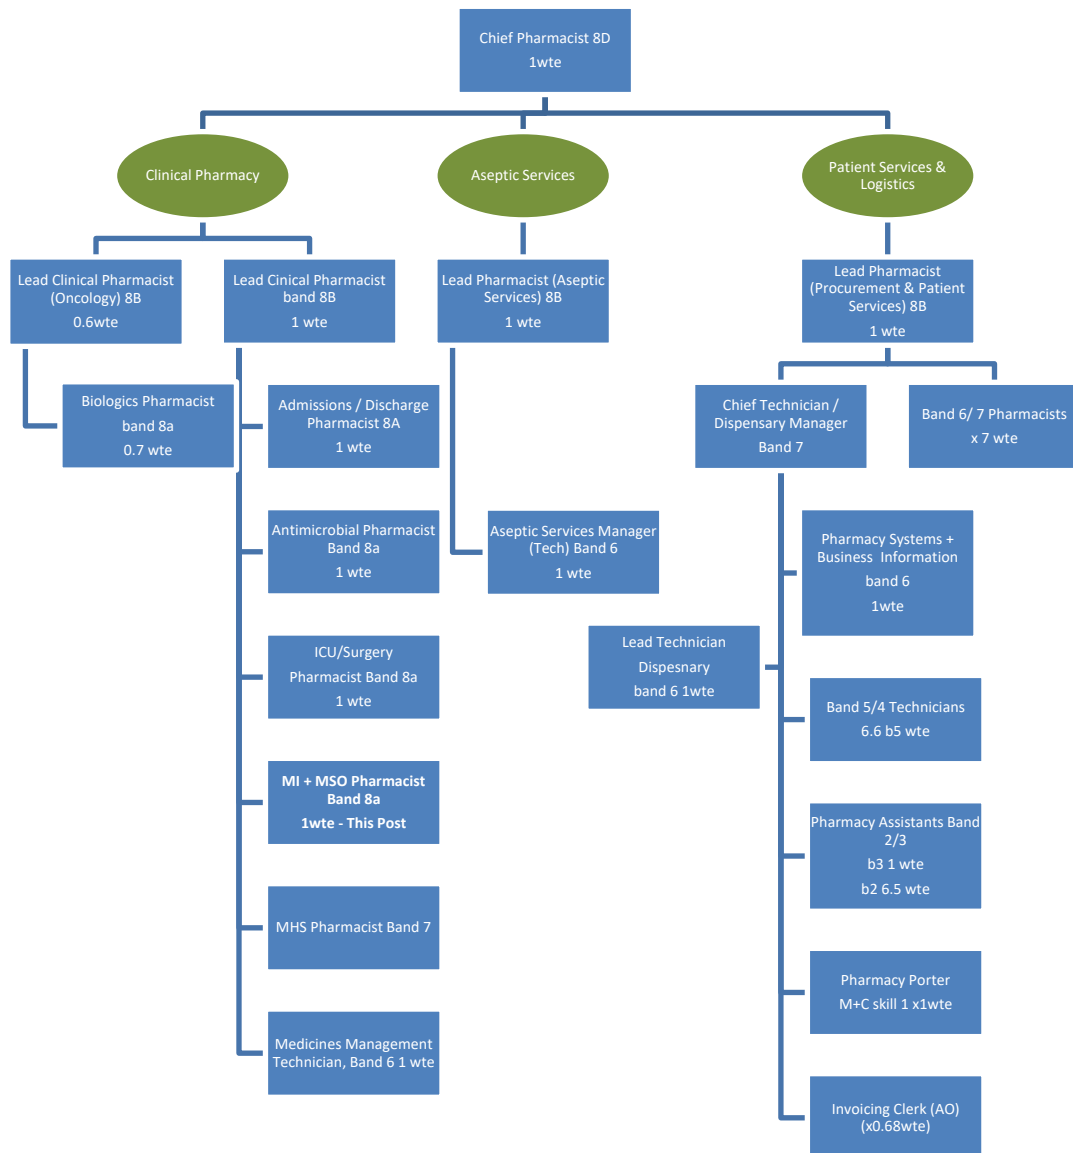 Chief Pharmacist 8D
1wte
Clinical Pharmacy
Aseptic Services
Patient Services &
Logistics
Lead Clinical Pharmacist
(Oncology) 8B
0.6wte
Lead Cinical Pharmacist
band 8B
1 wte
Lead Pharmacist (Aseptic
Services) 8B
1 wte
Lead Pharmacist
(Procurement & Patient
Services) 8B
1 wte
Biologics Pharmacist
band 8a
0.7 wte
Admissions / Discharge
Pharmacist 8A
1 wte
Chief Technician /
Dispensary Manager
Band 7
Band 6/ 7 Pharmacists
x 7 wte
Antimicrobial Pharmacist
Band 8a
1 wte
Aseptic Services Manager
(Tech) Band 6
1 wte
Pharmacy Systems +
Business Information
band 6
1wte
ICU/Surgery
Pharmacist Band 8a
1 wte
Lead Technician
Dispesnary
band 6 1wte
Band 5/4 Technicians
6.6 b5 wte
MI + MSO Pharmacist
Band 8a
1wte - This Post
Pharmacy Assistants Band
2/3
b3 1 wte
b2 6.5 wte
MHS Pharmacist Band 7
Pharmacy Porter
M+C skill 1 x1wte
Medicines Management
Technician, Band 6 1 wte
Invoicing Clerk (AO)
(x0.68wte)